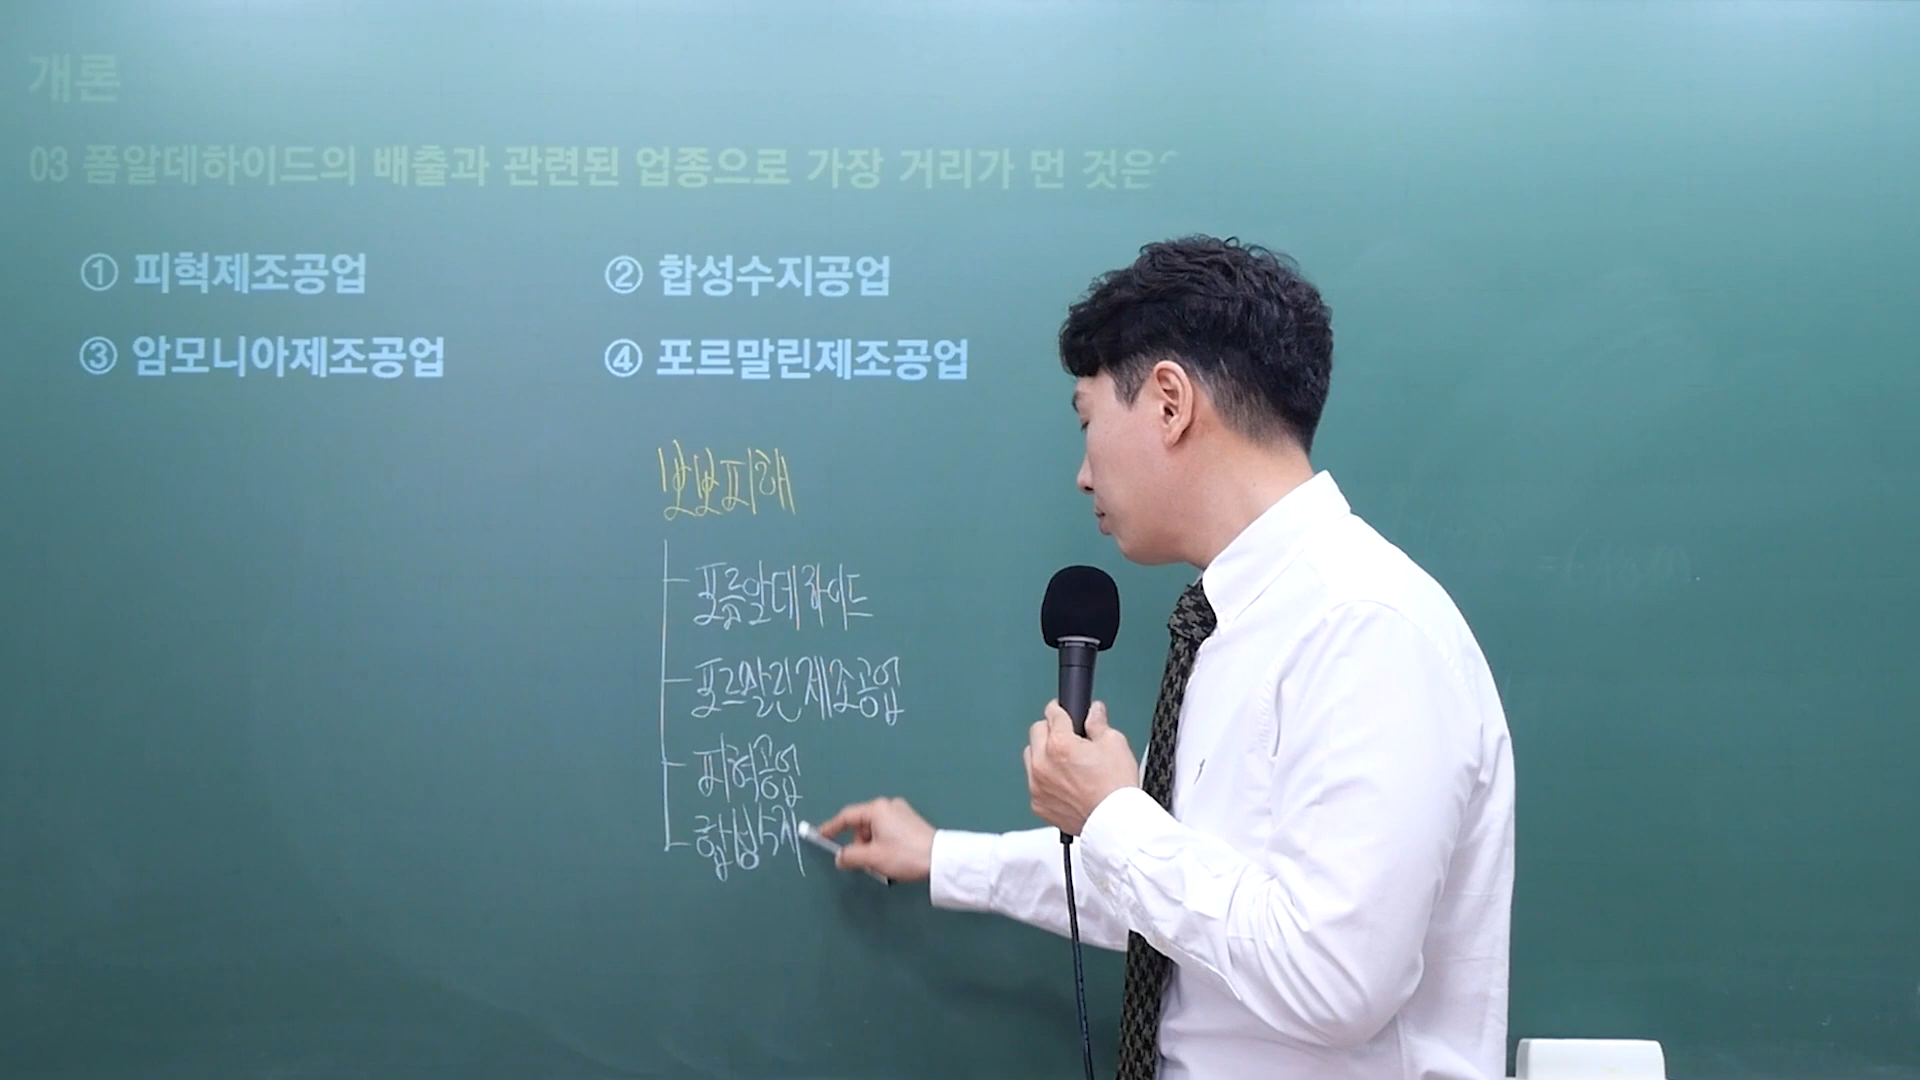 개론
03 폼알데하이드의 배출과 관련된 업종으로 가장 거리가 먼 것은?
① 피혁제조공업 ② 합성수지공업
③ 암모니아제조공업 ④ 포르말린제조공업
포름알데하이드
포르말린제조공업
피혁공업
합성수지